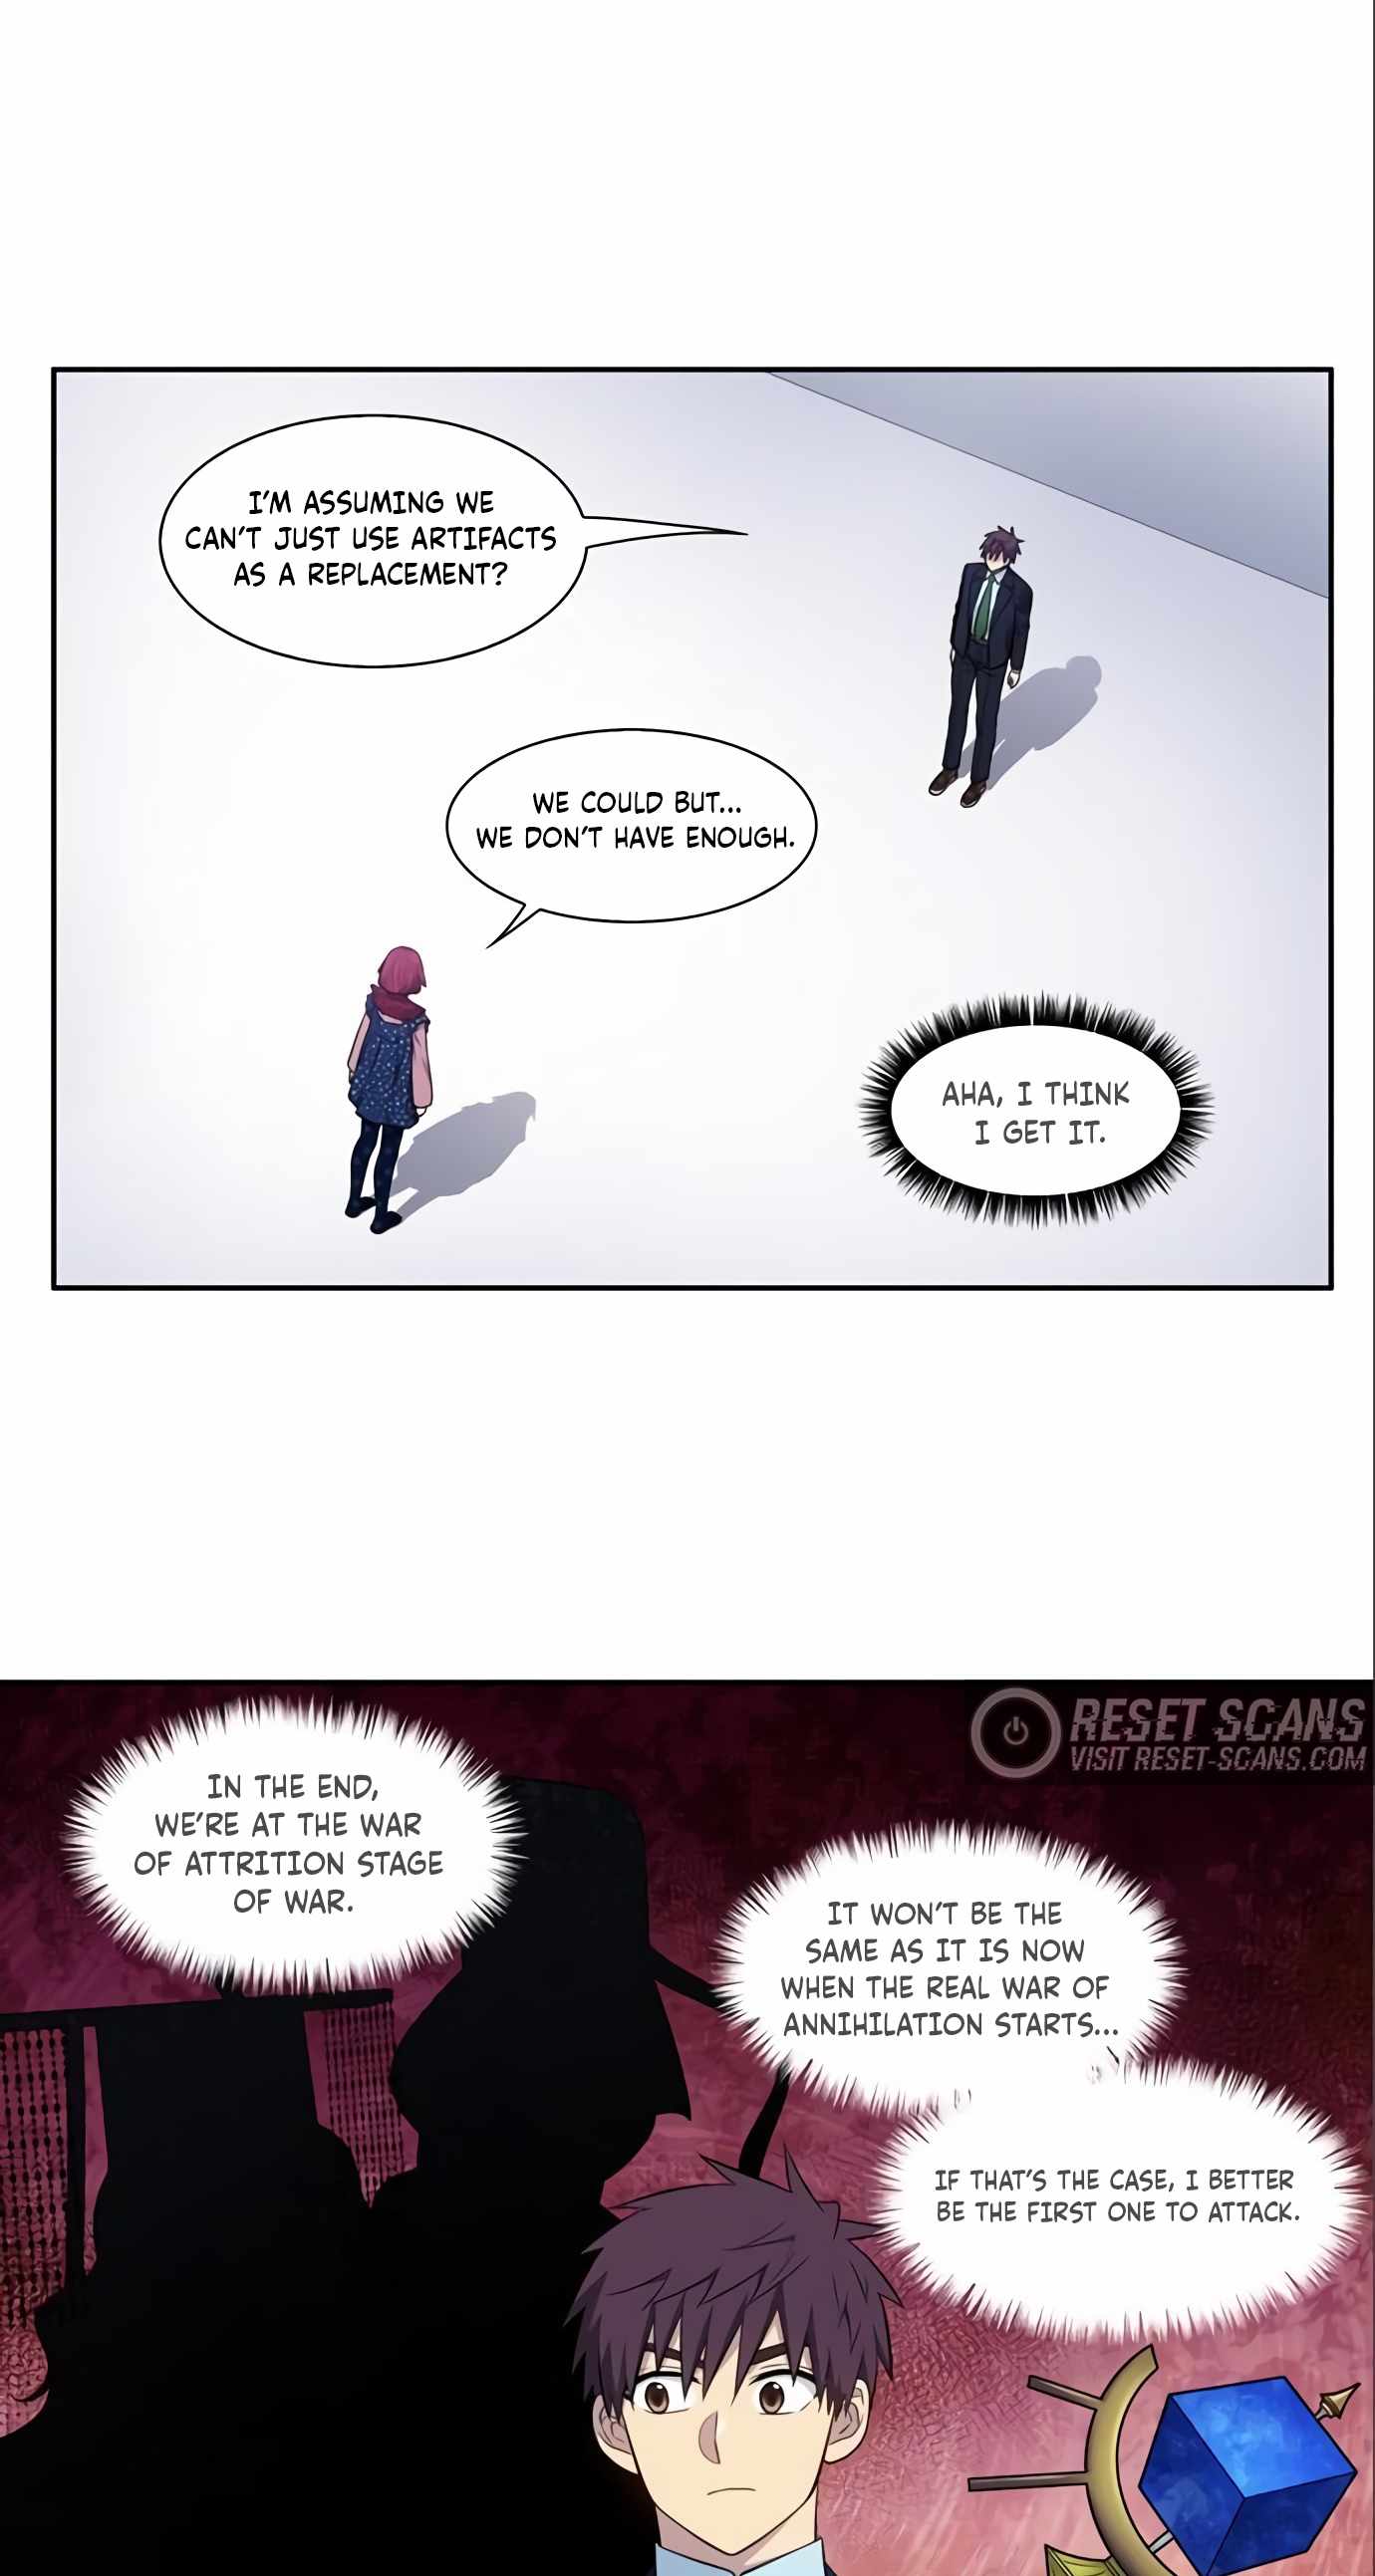 I'M ASSUMING WE
CAN'T JUST USE ARTIFACTS
AS A REPLACEMENT?
WE COULD BUT...
WE DON'T HAVE ENOUGH.
AHA, I THINK
I GET IT.
RESET SCANS
VISIT RESET-SCANS.COM
IN THE END,
WE'RE AT THE WAR
OF ATTRITION STAGE
OF WAR.
IT WON'T BE THE
SAME AS IT IS NOW
WHEN THE REAL WAR OF
ANNIHILATION STARTS...
IF THAT'S THE CASE, I BETTER
BE THE FIRST ONE TO ATTACK.